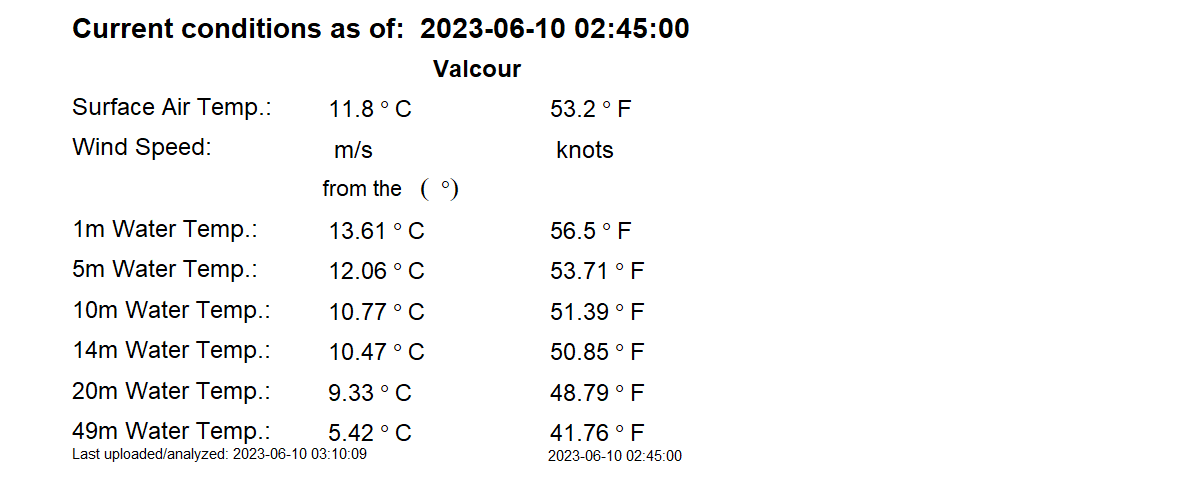 Current conditions as of: 2023-06-10 02:45:00
Valcour
Surface Air Temp.: 11.8 ° C 53.2 ° F
Wind Speed: m/s knots
from the ( °)
1m Water Temp.: 13.61 ° C 56.5 ° F
5m Water Temp.: 12.06 ° C 53.71 ° F
10m Water Temp.: 10.77 ° C 51.39 ° F
14m Water Temp.: 10.47 ° C 50.85 ° F
20m Water Temp.: 9.33 ° C 48.79 ° F
49m Water Temp.: 5.42 ° C 41.76 ° F
Last uploaded/analyzed: 2023-06-10 03:10:09 2023-06-10 02:45:00